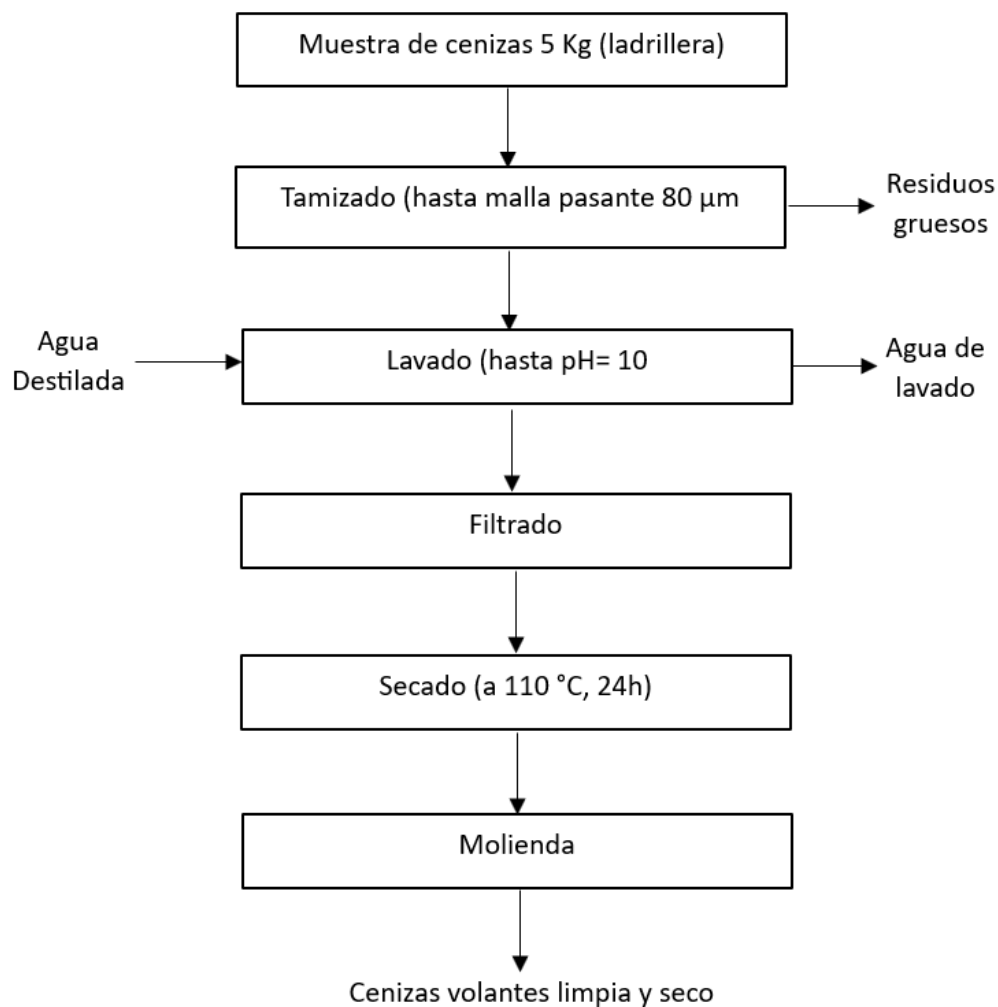 Muestra de cenizas 5 Kg (ladrillera)
Tamizado (hasta malla pasante 80 µm
Residuos
gruesos
Agua
Destilada
Lavado (hasta pH= 10
Agua de
lavado
Filtrado
Secado (a 110 °C, 24h)
Molienda
Cenizas volantes limpia y seco